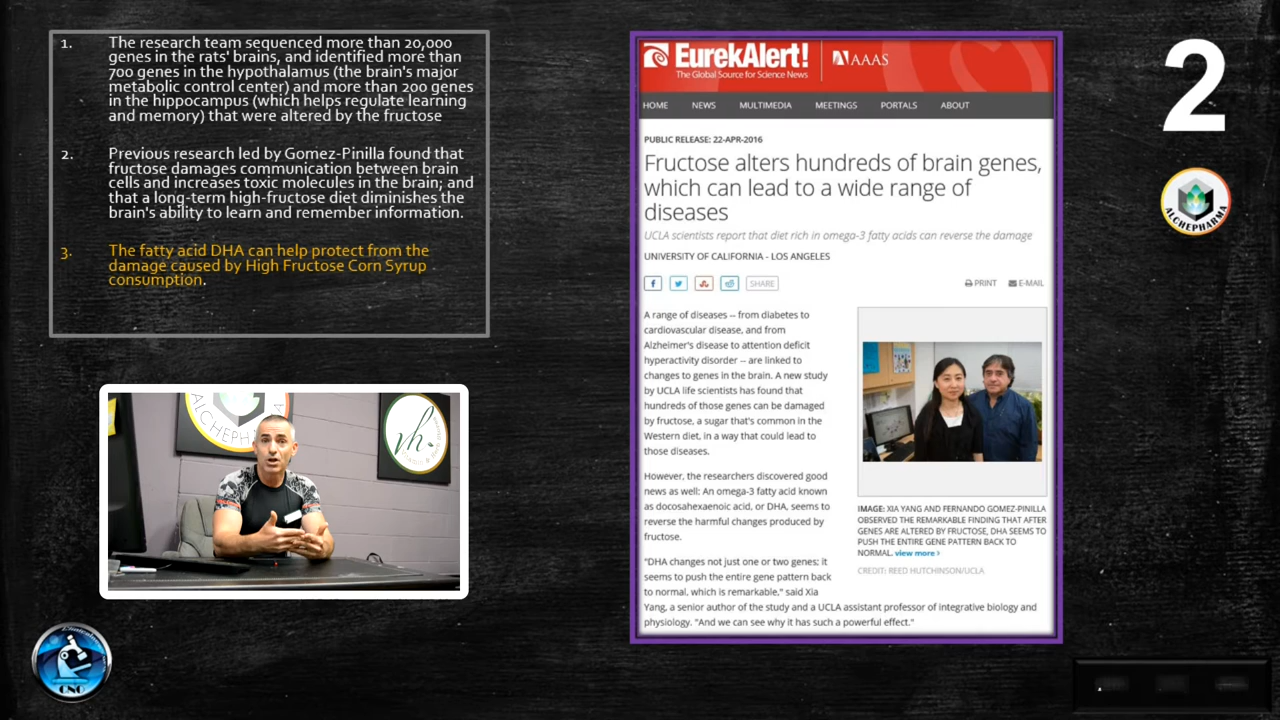 1. The research team sequenced more than 20,000
genes in the rats' brains, and identified more than
700 genes in the hypothalamus (the brain's major
metabolic control center) and more than 200 genes
in the hippocampus (which helps regulate learning
and memory) that were altered by the fructose
2. Previous research led by Gomez-Pinilla found that
fructose damages communication between brain
cells and increases toxic molecules in the brain; and
that a long-term high-fructose diet diminishes the
brain's ability to learn and remember information.
3. The fatty acid DHA can help protect from the
damage caused by High Fructose Corn Syrup
consumption.
ALCHEPHARMA
vh
CNO
EurekAlert!
The Global Source for Science News
AAAS
HOME NEWS MULTIMEDIA MEETINGS PORTALS ABOUT
PUBLIC RELEASE: 22-APR-2016
Fructose alters hundreds of brain genes,
which can lead to a wide range of
diseases
UCLA scientists report that diet rich in omega-3 fatty acids can reverse the damage
UNIVERSITY OF CALIFORNIA - LOS ANGELES
SHARE PRINT E-MAIL
A range of diseases -- from diabetes to
cardiovascular disease, and from
Alzheimer's disease to attention deficit
hyperactivity disorder -- are linked to
changes to genes in the brain. A new study
by UCLA life scientists has found that
hundreds of those genes can be damaged
by fructose, a sugar that's common in the
Western diet, in a way that could lead to
those diseases.
However, the researchers discovered good
news as well: An omega-3 fatty acid known
as docosahexaenoic acid, or DHA, seems to
reverse the harmful changes produced by
fructose.
"DHA changes not just one or two genes; it
seems to push the entire gene pattern back
to normal, which is remarkable," said Xia
Yang, a senior author of the study and a UCLA assistant professor of integrative biology and
physiology. "And we can see why it has such a powerful effect."
IMAGE: XIA YANG AND FERNANDO GOMEZ-PINILLA
OBSERVED THE REMARKABLE FINDING THAT AFTER
GENES ARE ALTERED BY FRUCTOSE, DHA SEEMS TO
PUSH THE ENTIRE GENE PATTERN BACK TO
NORMAL. view more >
CREDIT: REED HUTCHINSON/UCLA
2
ALCHEPHARMA